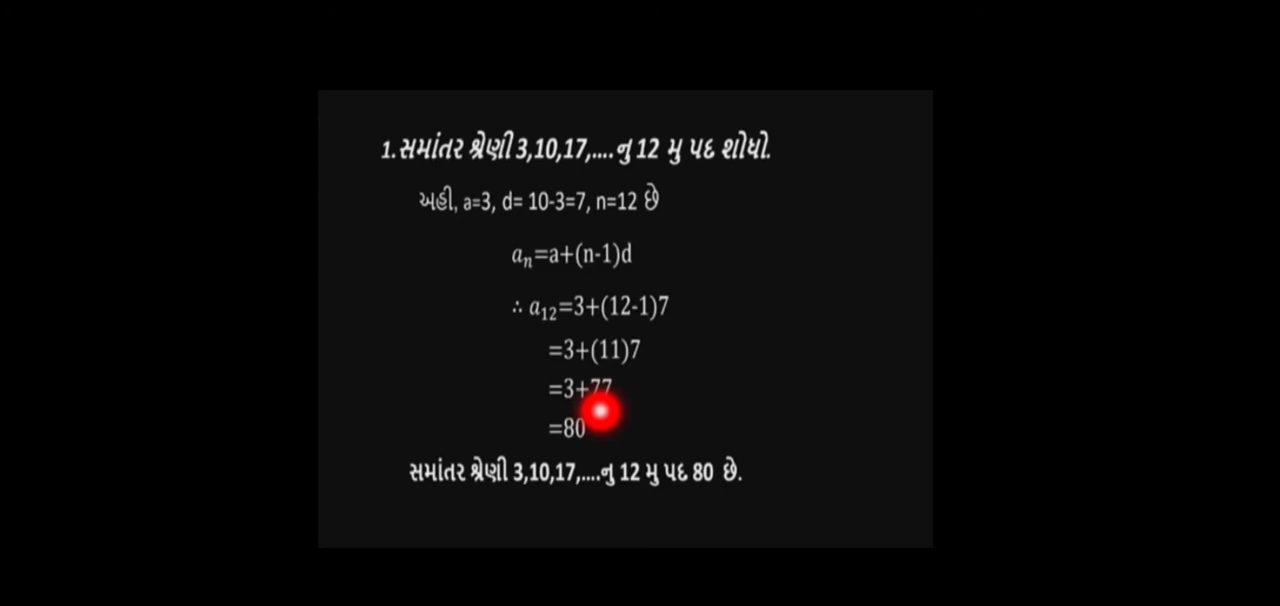 1. સમાંતર શ્રેણી 3,10,17,.... નુ 12 મુ પદ શોધો.
અહી, a=3, d= 10-3=7, n=12 છે
aₙ=a+(n-1)d
∴ a₁₂=3+(12-1)7
=3+(11)7
=3+77
=80
સમાંતર શ્રેણી 3,10,17,....નુ 12 મુ પદ 80 છે.